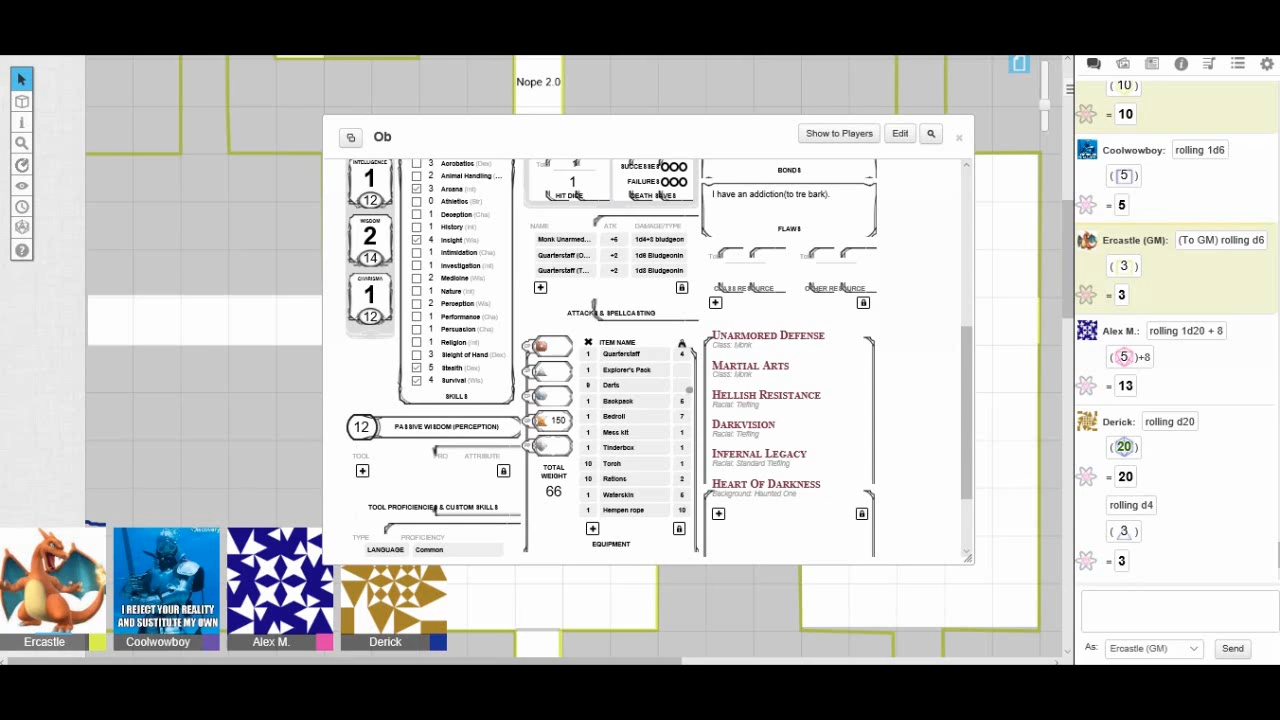 Nope 2.0
Ob
Show to Players
Edit
INTELLIGENCE
1
12
WISDOM
2
14
CHARISMA
1
12
3 Acrobatics (Dex)
2 Animal Handling (...
3 Arcana (Int)
0 Athletics (Str)
1 Deception (Cha)
1 History (Int)
4 Insight (Wis)
1 Intimidation (Cha)
1 Investigation (Int)
2 Medicine (Wis)
1 Nature (Int)
2 Perception (Wis)
1 Performance (Cha)
1 Persuasion (Cha)
1 Religion (Int)
3 Sleight of Hand (Dex)
5 Stealth (Dex)
4 Survival (Wis)
SKILLS
12 PASSIVE WISDOM (PERCEPTION)
TOOL PRO ATTRIBUTE
TOOL PROFICIENCIES & CUSTOM SKILLS
TYPE PROFICIENCY
LANGUAGE Common
1
HIT DICE
SUCCESSES
FAILURES
DEATH SAVES
NAME ATK DAMAGE/TYPE
Monk Unarmed...
Quarterstaff (O... +2 1d6 Bludgeonin
Quarterstaff (T... +2 1d8 Bludgeonin
ATTACKS & SPELLCASTING
150
TOTAL
WEIGHT
66
ITEM NAME
1 Quarterstaff 4
1 Explorer's Pack
9 Darts
1 Backpack 5
1 Bedroll 7
1 Mess kit 1
1 Tinderbox 1
10 Torch 1
10 Rations 2
1 Waterskin 5
1 Hempen rope 10
EQUIPMENT
BONDS
I have an addiction(to tre bark).
FLAWS
CLASS RESOURCE
OTHER RESOURCE
UNARMORED DEFENSE
Class: Monk
MARTIAL ARTS
Class: Monk
HELLISH RESISTANCE
Racial: Tiefling
DARKVISION
Racial: Tiefling
INFERNAL LEGACY
Racial: Standard Tiefling
HEART OF DARKNESS
Background: Haunted One
(10)
= 10
Coolwowboy: rolling 1d6
(5)
= 5
Ercastle (GM): (To GM) rolling d6
(3)
= 3
Alex M.: rolling 1d20 + 8
(5)+8
= 13
Derick: rolling d20
(20)
= 20
rolling d4
(3)
= 3
As: Ercastle (GM) Send
I REJECT YOUR REALITY
AND SUSTITUTE MY OWN
Ercastle
Coolwowboy
Alex M.
Derick